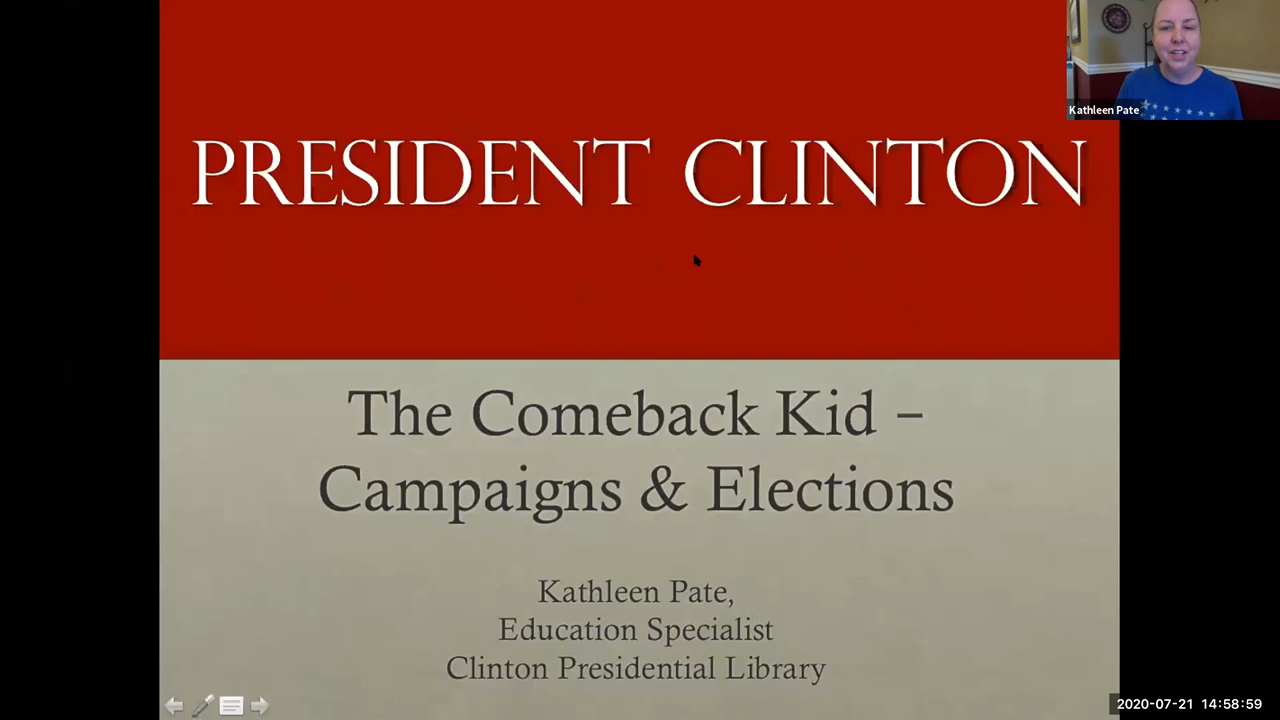 Kathleen Pate
PRESIDENT CLINTON
The Comeback Kid –
Campaigns & Elections
Kathleen Pate,
Education Specialist
Clinton Presidential Library
2020-07-21 14:58:59